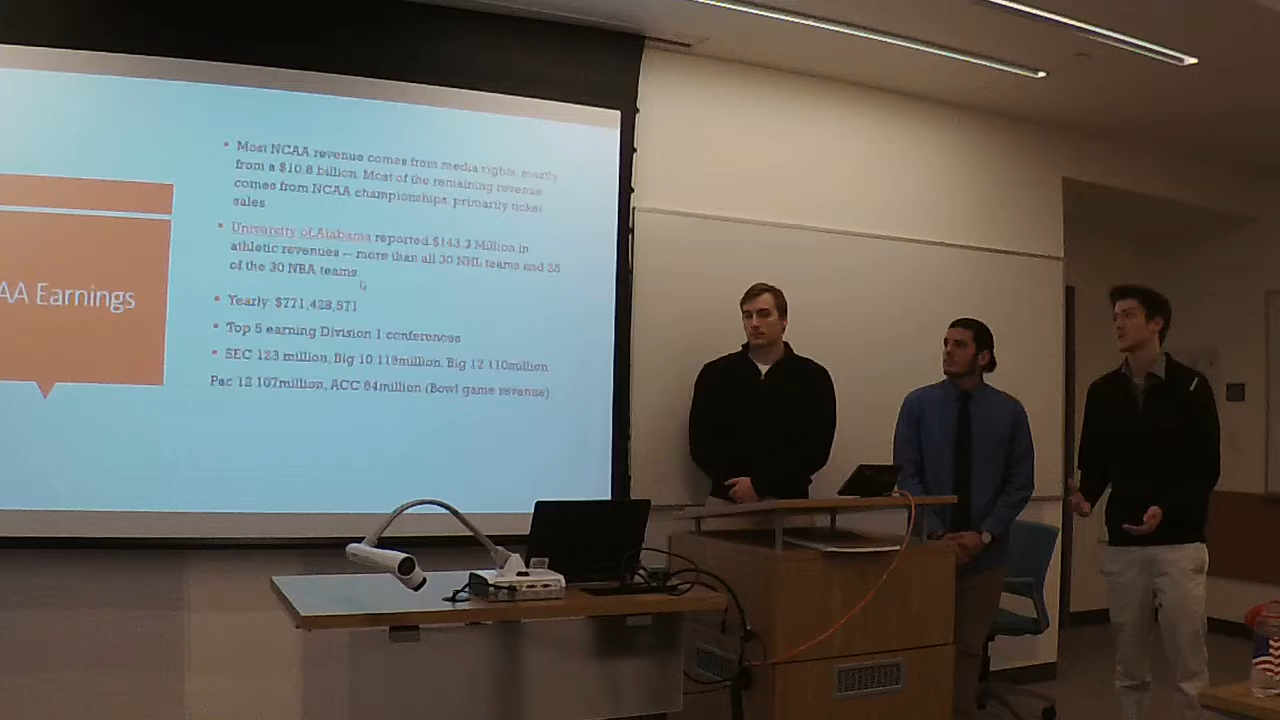 AA Earnings
• Most NCAA revenue comes from media rights, mostly
from a $10.8 billion. Most of the remaining revenue
comes from NCAA championships, primarily ticket
sales
• University of Alabama reported $143.3 Million in
athletic revenues – more than all 30 NHL teams and 25
of the 30 NBA teams.
• Yearly $771,428,571
• Top 5 earning Division 1 conferences
• SEC 123 million, Big 10 119million, Big 12 110million
Pac 12 107million, ACC 84million (Bowl game revenue)